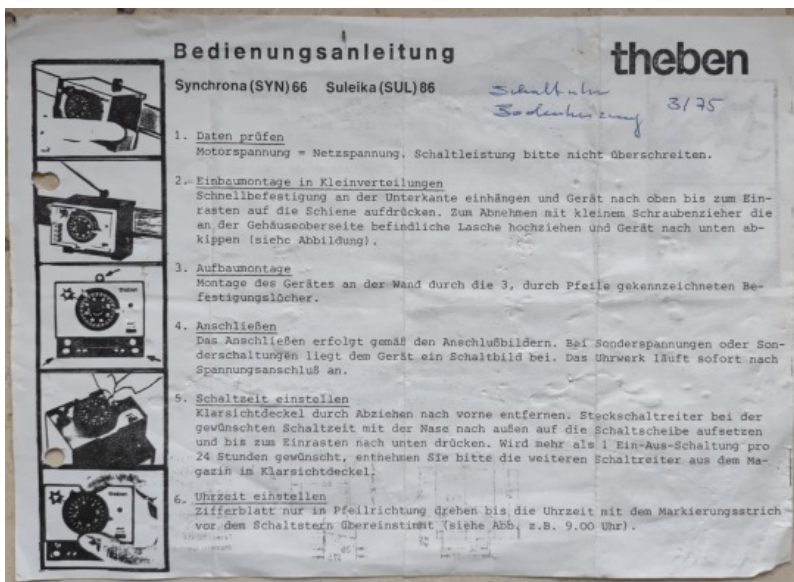 Bedienungsanleitung
theben
Synchrona (SYN) 66 Suleika (SUL) 86
Schaltuhr
Bodenheizung
3/75
1. Daten prüfen
Motorspannung = Netzspannung. Schaltleistung bitte nicht überschreiten.
2. Einbaumontage in Kleinverteilungen
Schnellbefestigung an der Unterkante einhängen und Gerät nach oben bis zum Ein-
rasten auf die Schiene aufdrücken. Zum Abnehmen mit kleinem Schraubenzieher die
an der Gehäuseoberseite befindliche Lasche hochziehen und Gerät nach unten ab-
kippen (siehe Abbildung).
3. Aufbaumontage
Montage des Gerätes an der Wand durch die 3, durch Pfeile gekennzeichneten Be-
festigungslöcher.
4. Anschließen
Das Anschließen erfolgt gemäß den Anschlußbildern. Bei Sonderspannungen oder Son-
derschaltungen liegt dem Gerät ein Schaltbild bei. Das Uhrwerk läuft sofort nach
Spannungsanschluß an.
5. Schaltzeit einstellen
Klarsichtdeckel durch Abziehen nach vorne entfernen. Steckschaltreiter bei der
gewünschten Schaltzeit mit der Nase nach außen auf die Schaltscheibe aufsetzen
und bis zum Einrasten nach unten drücken. Wird mehr als 1 Ein-Aus-Schaltung pro
24 Stunden gewünscht, entnehmen SIe bitte die weiteren Schaltreiter aus dem Ma-
gazin im Klarsichtdeckel.
6. Uhrzeit einstellen
Zifferblatt nur in Pfeilrichtung drehen bis die Uhrzeit mit dem Markierungsstrich
vor dem Schaltstern übereinstimmt (siehe Abb. z.B. 9.00 Uhr).
theben
theben